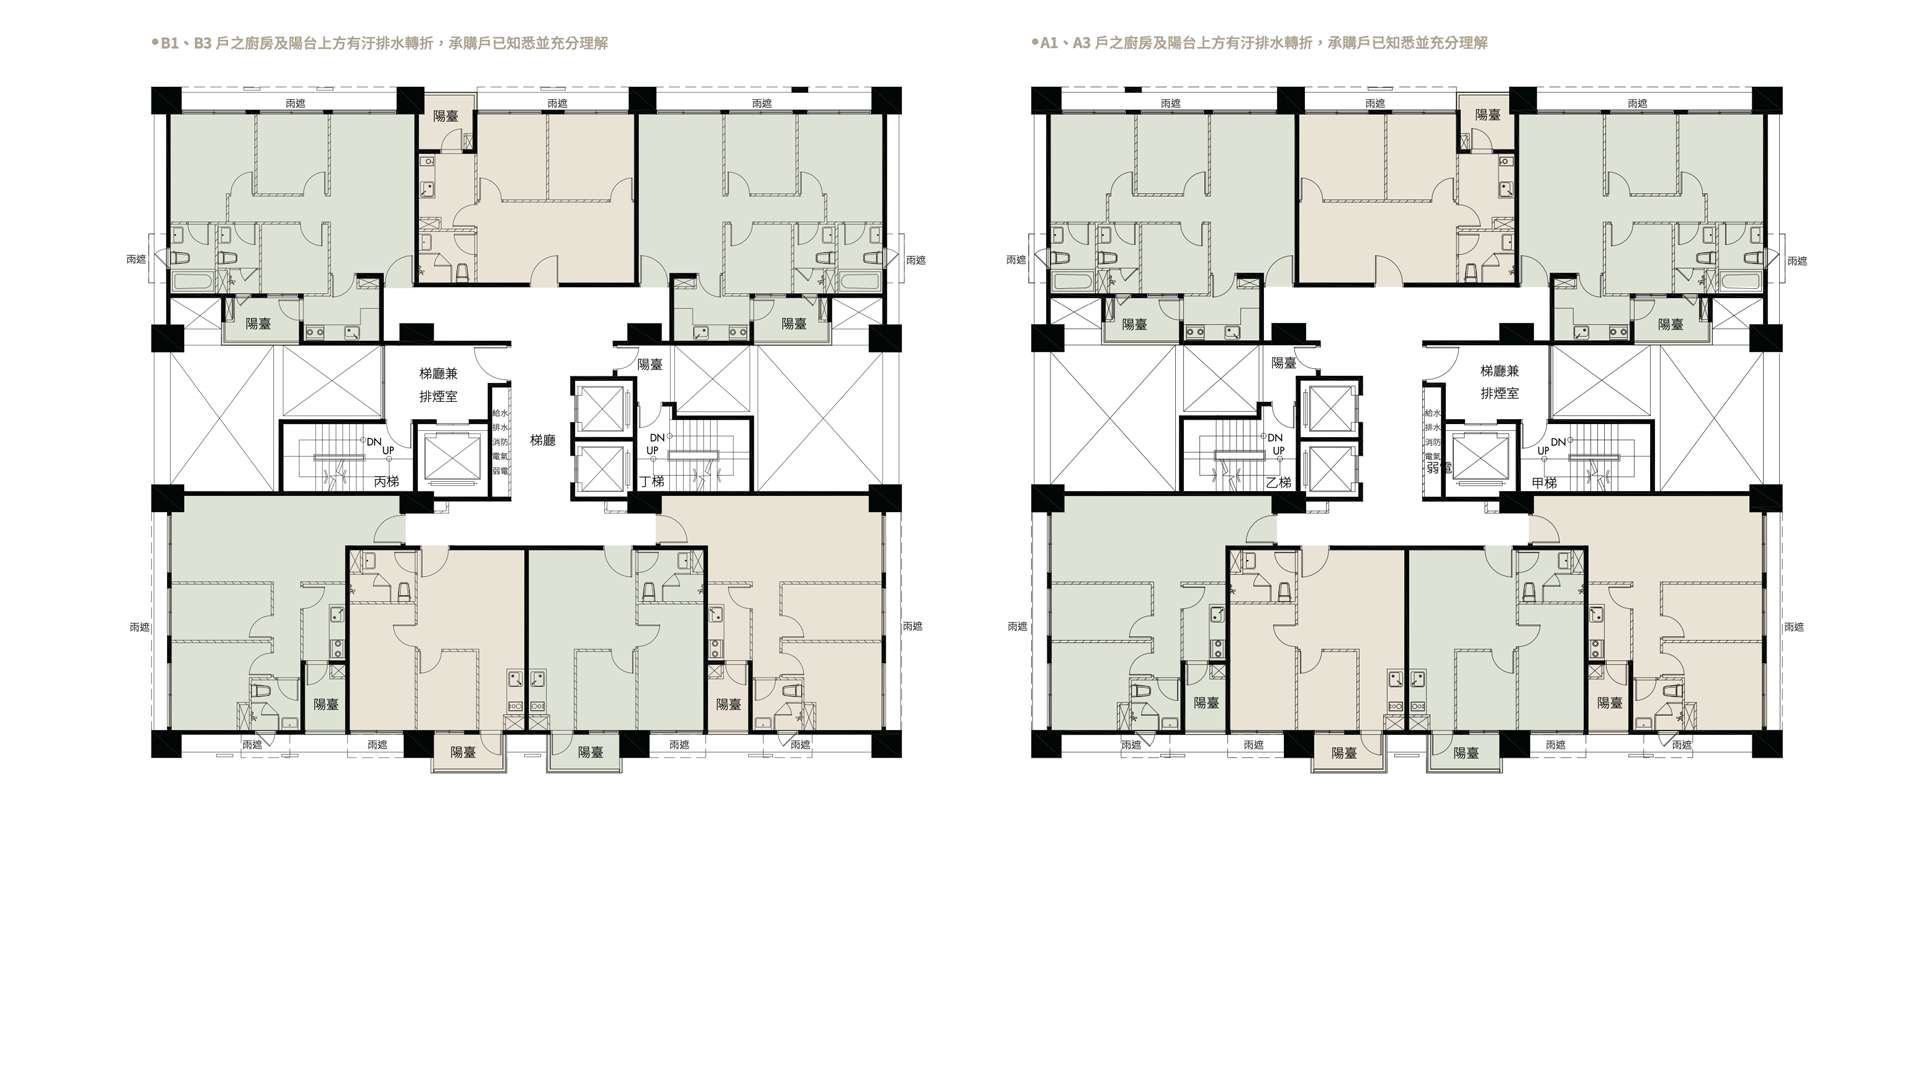 ●B1、B3 戶之廚房及陽台上方有汙排水轉折，承購戶已知悉並充分理解
雨遮
陽臺
雨遮
雨遮
雨遮
雨遮
陽臺
陽臺
梯廳兼
排煙室
陽臺
給水
排水
消防
電氣
弱電
梯廳
DN
UP
丙梯
DN
UP
丁梯
雨遮
雨遮
陽臺
陽臺
雨遮
雨遮
陽臺
陽臺
雨遮
雨遮
●A1、A3 戶之廚房及陽台上方有汙排水轉折，承購戶已知悉並充分理解
雨遮
雨遮
陽臺
雨遮
雨遮
雨遮
陽臺
陽臺
陽臺
梯廳兼
排煙室
給水
排水
消防
電氣
弱電
DN
UP
乙梯
DN
UP
甲梯
雨遮
雨遮
陽臺
陽臺
雨遮
雨遮
陽臺
陽臺
雨遮
雨遮